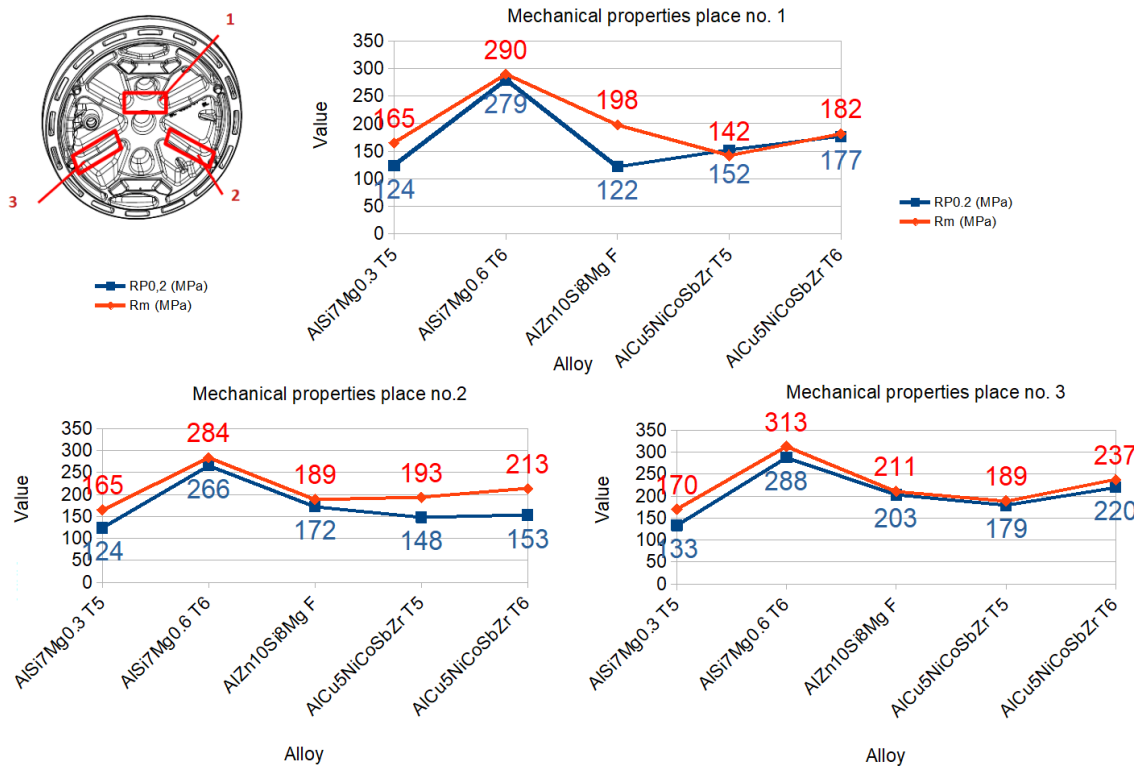 1
3
2
RP0,2 (MPa)
Rm (MPa)
Mechanical properties place no. 1
Value
350
300
250
200
150
100
50
0
165
290
198
142
182
124
279
122
152
177
AlSi7Mg0.3 T5
AlSi7Mg0.6 T6
AlZn10Si8Mg F
AlCu5NiCoSbZr T5
AlCu5NiCoSbZr T6
Alloy
RP0.2 (MPa)
Rm (MPa)
Mechanical properties place no.2
Value
350
300
250
200
150
100
50
0
165
284
189
193
213
124
266
172
148
153
AlSi7Mg0.3 T5
AlSi7Mg0.6 T6
AlZn10Si8Mg F
AlCu5NiCoSbZr T5
AlCu5NiCoSbZr T6
Alloy
Mechanical properties place no. 3
Value
350
300
250
200
150
100
50
0
170
313
211
189
237
133
288
203
179
220
AlSi7Mg0.3 T5
AlSi7Mg0.6 T6
AlZn10Si8Mg F
AlCu5NiCoSbZr T5
AlCu5NiCoSbZr T6
Alloy